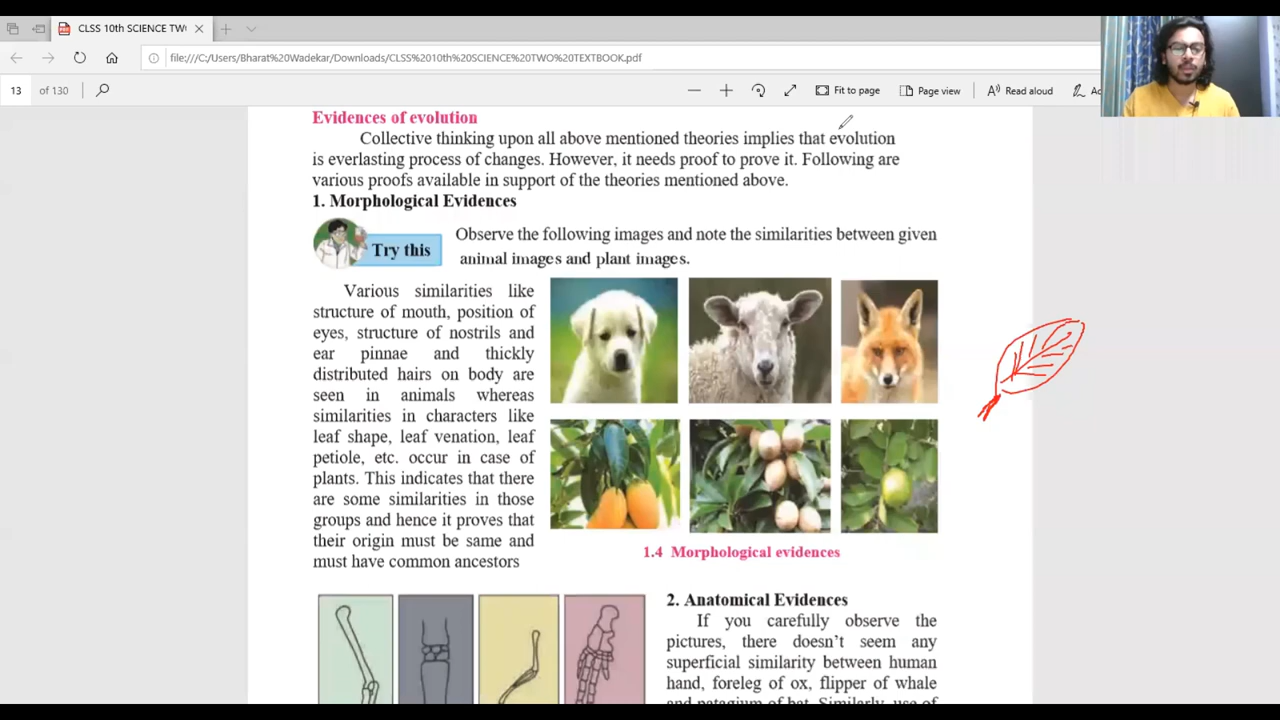 CLSS 10th SCIENCE TW
file:///C:/Users/Bharat%20Wadekar/Downloads/CLSS%2010th%20SCIENCE%20TWO%20TEXTBOOK.pdf
13 of 130
Fit to page
Page view
Read aloud
Evidences of evolution
Collective thinking upon all above mentioned theories implies that evolution
is everlasting process of changes. However, it needs proof to prove it. Following are
various proofs available in support of the theories mentioned above.
1. Morphological Evidences
Try this
Observe the following images and note the similarities between given
animal images and plant images.
Various similarities like
structure of mouth, position of
eyes, structure of nostrils and
ear pinnae and thickly
distributed hairs on body are
seen in animals whereas
similarities in characters like
leaf shape, leaf venation, leaf
petiole, etc. occur in case of
plants. This indicates that there
are some similarities in those
groups and hence it proves that
their origin must be same and
must have common ancestors
1.4 Morphological evidences
2. Anatomical Evidences
If you carefully observe the
pictures, there doesn't seem any
superficial similarity between human
hand, foreleg of ox, flipper of whale
and patagium of bat. Similarly, use of